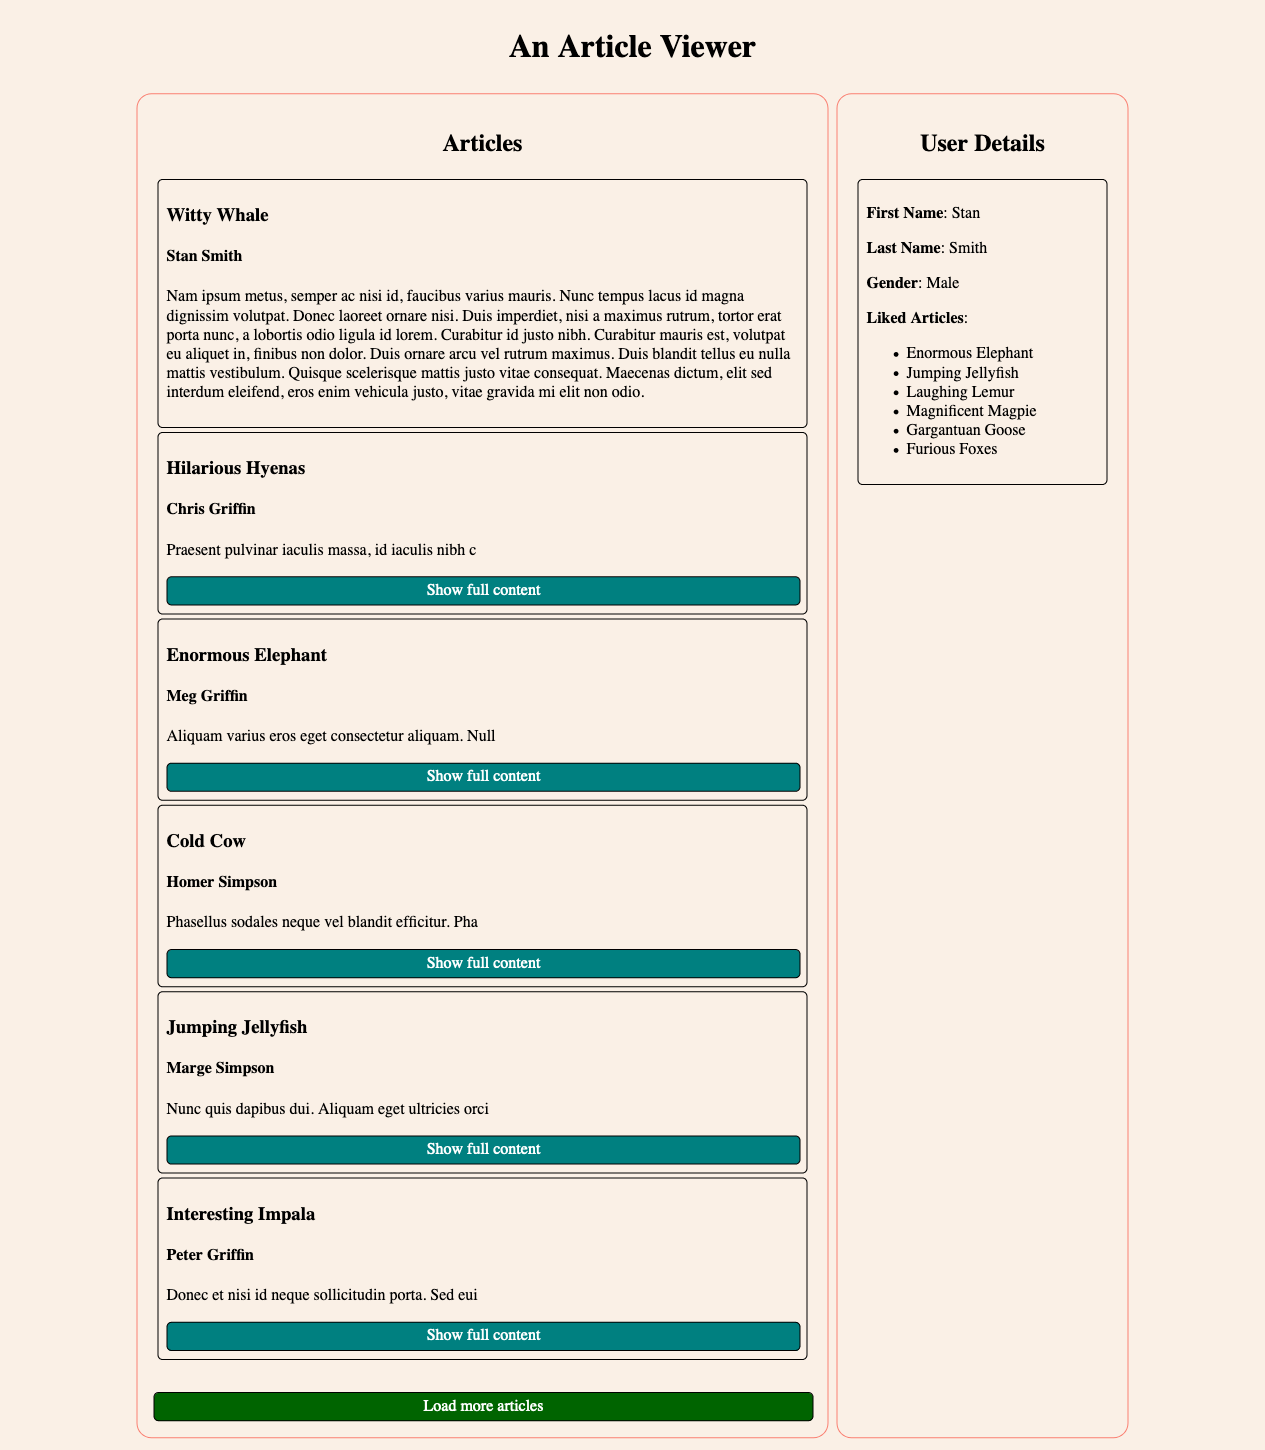 An Article Viewer
Articles
Witty Whale
Stan Smith
Nam ipsum metus, semper ac nisi id, faucibus varius mauris. Nunc tempus lacus id magna
dignissim volutpat. Donec laoreet ornare nisi. Duis imperdiet, nisi a maximus rutrum, tortor erat
porta nunc, a lobortis odio ligula id lorem. Curabitur id justo nibh. Curabitur mauris est, volutpat
eu aliquet in, finibus non dolor. Duis ornare arcu vel rutrum maximus. Duis blandit tellus eu nulla
mattis vestibulum. Quisque scelerisque mattis justo vitae consequat. Maecenas dictum, elit sed
interdum eleifend, eros enim vehicula justo, vitae gravida mi elit non odio.
Hilarious Hyenas
Chris Griffin
Praesent pulvinar iaculis massa, id iaculis nibh c
Show full content
Enormous Elephant
Meg Griffin
Aliquam varius eros eget consectetur aliquam. Null
Show full content
Cold Cow
Homer Simpson
Phasellus sodales neque vel blandit efficitur. Pha
Show full content
Jumping Jellyfish
Marge Simpson
Nunc quis dapibus dui. Aliquam eget ultricies orci
Show full content
Interesting Impala
Peter Griffin
Donec et nisi id neque sollicitudin porta. Sed eui
Show full content
Load more articles
User Details
First Name: Stan
Last Name: Smith
Gender: Male
Liked Articles:
• Enormous Elephant
• Jumping Jellyfish
• Laughing Lemur
• Magnificent Magpie
• Gargantuan Goose
• Furious Foxes